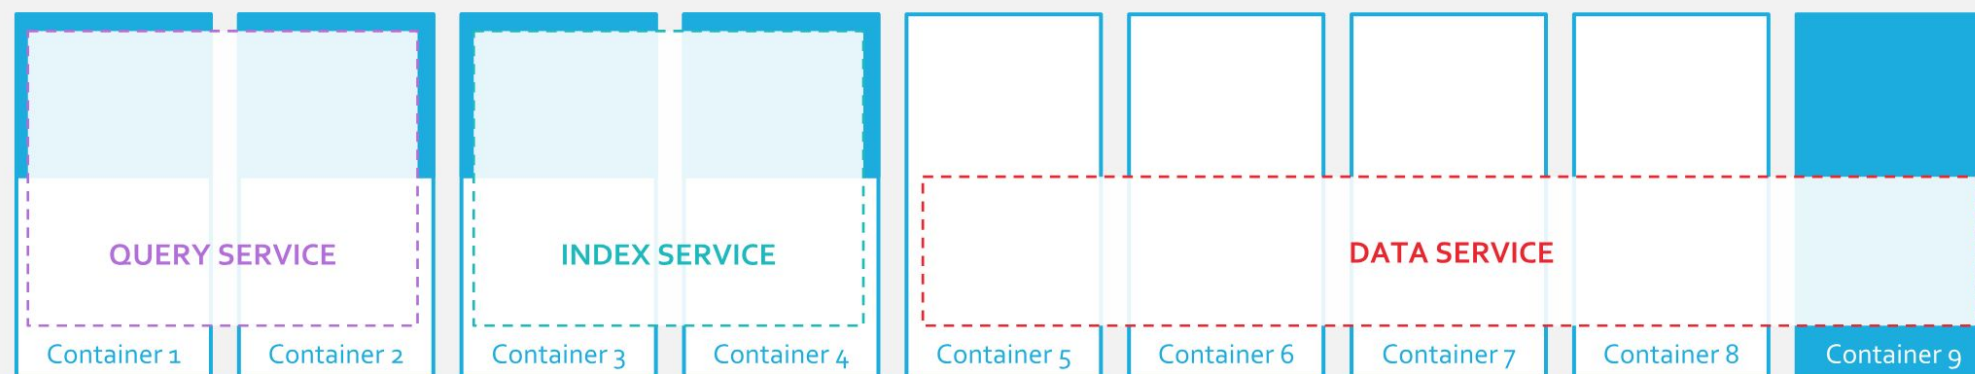 QUERY SERVICE
INDEX SERVICE
DATA SERVICE
Container 1
Container 2
Container 3
Container 4
Container 5
Container 6
Container 7
Container 8
Container 9